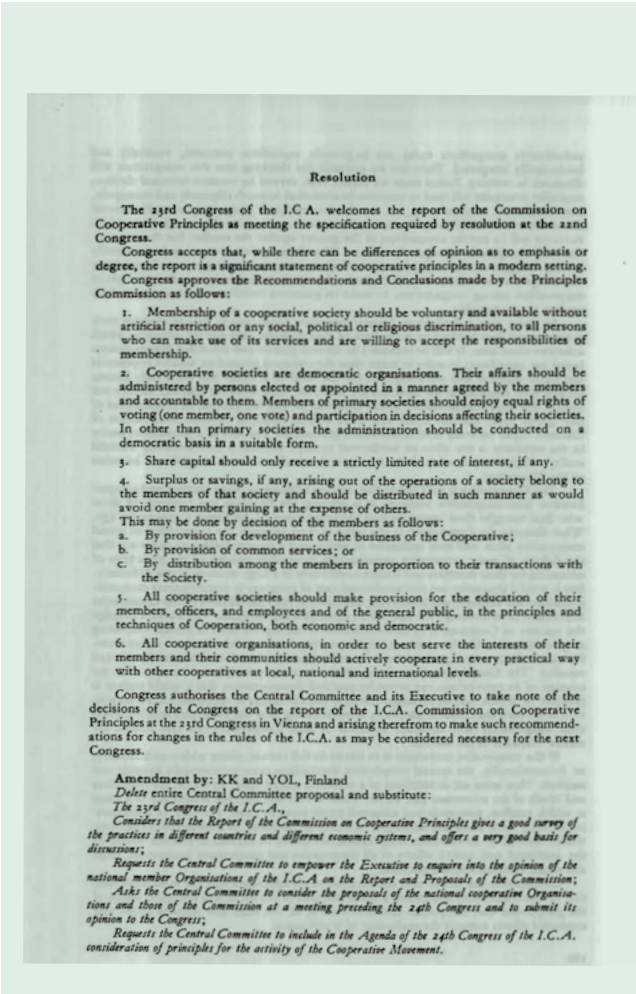 Resolution
The 23rd Congress of the I.C A. welcomes the report of the Commission on
Cooperative Principles as meeting the specification required by resolution at the 22nd
Congress.
Congress accepts that, while there can be differences of opinion as to emphasis or
degree, the report is a significant statement of cooperative principles in a modern setting.
Congress approves the Recommendations and Conclusions made by the Principles
Commission as follows:
1. Membership of a cooperative society should be voluntary and available without
artificial restriction or any social, political or religious discrimination, to all persons
who can make use of its services and are willing to accept the responsibilities of
membership.
2. Cooperative societies are democratic organisations. Their affairs should be
administered by persons elected or appointed in a manner agreed by the members
and accountable to them. Members of primary societies should enjoy equal rights of
voting (one member, one vote) and participation in decisions affecting their societies.
In other than primary societies the administration should be conducted on a
democratic basis in a suitable form.
3. Share capital should only receive a strictly limited rate of interest, if any.
4. Surplus or savings, if any, arising out of the operations of a society belong to
the members of that society and should be distributed in such manner as would
avoid one member gaining at the expense of others.
This may be done by decision of the members as follows:
a. By provision for development of the business of the Cooperative;
b. By provision of common services; or
c. By distribution among the members in proportion to their transactions with
the Society.
5. All cooperative societies should make provision for the education of their
members, officers, and employees and of the general public, in the principles and
techniques of Cooperation, both economic and democratic.
6. All cooperative organisations, in order to best serve the interests of their
members and their communities should actively cooperate in every practical way
with other cooperatives at local, national and international levels.
Congress authorises the Central Committee and its Executive to take note of the
decisions of the Congress on the report of the I.C.A. Commission on Cooperative
Principles at the 23rd Congress in Vienna and arising therefrom to make such recommend-
ations for changes in the rules of the I.C.A. as may be considered necessary for the next
Congress.
Amendment by: KK and YOL, Finland
Delete entire Central Committee proposal and substitute:
The 23rd Congress of the I.C.A.,
Considers that the Report of the Commission on Cooperative Principles gives a good survey of
the practices in different countries and different economic systems, and offers a very good basis for
discussions;
Requests the Central Committee to empower the Executive to enquire into the opinion of the
national member Organisations of the I.C.A on the Report and Proposals of the Commission;
Asks the Central Committee to consider the proposals of the national cooperative Organisa-
tions and those of the Commission at a meeting preceding the 24th Congress and to submit its
opinion to the Congress;
Requests the Central Committee to include in the Agenda of the 24th Congress of the I.C.A.
consideration of principles for the activity of the Cooperative Movement.